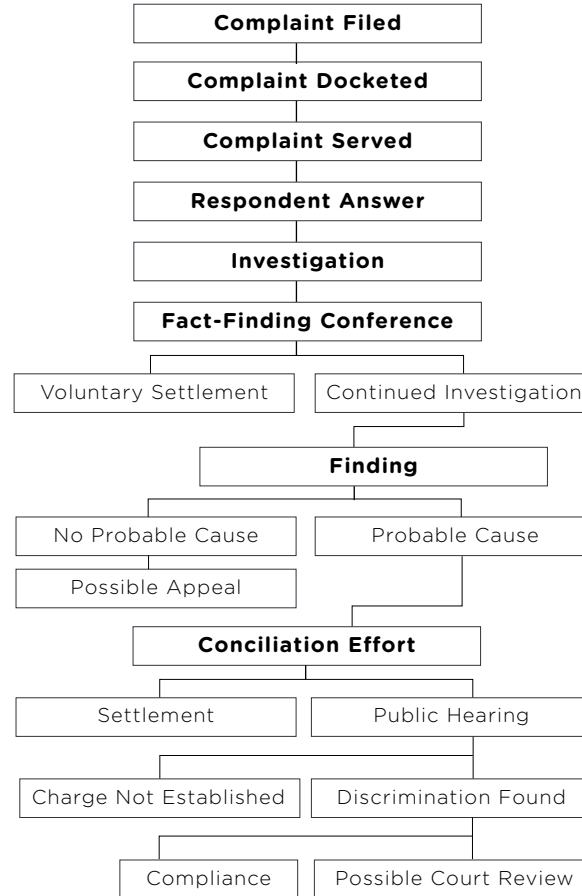 Complaint Filed
Complaint Docketed
Complaint Served
Respondent Answer
Investigation
Fact-Finding Conference
Voluntary Settlement
Continued Investigation
Finding
No Probable Cause
Probable Cause
Possible Appeal
Conciliation Effort
Settlement
Public Hearing
Charge Not Established
Discrimination Found
Compliance
Possible Court Review